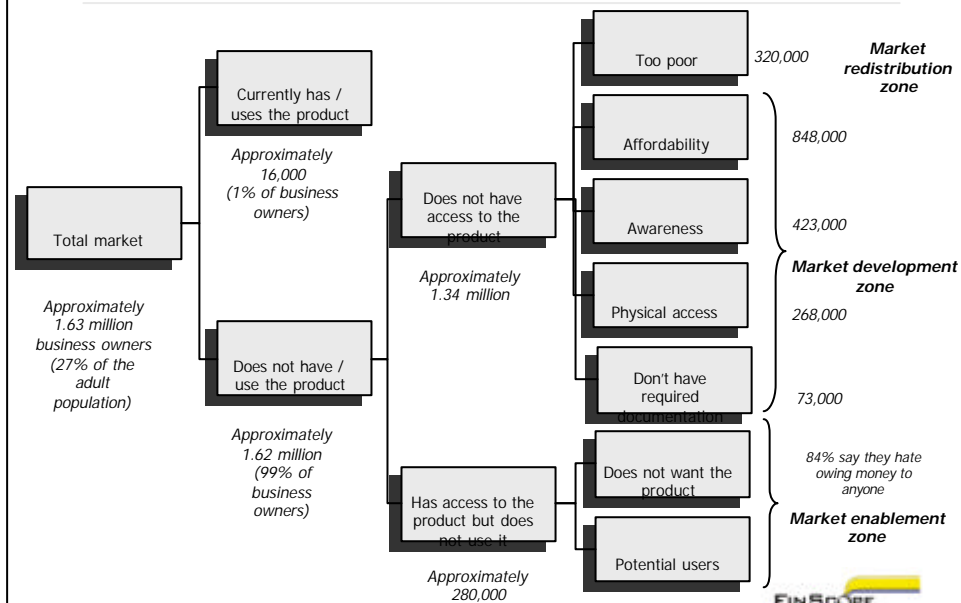 Total market
Approximately
1.63 million
business owners
(27% of the
adult
population)
Currently has /
uses the product
Approximately
16,000
(1% of business
owners)
Does not have /
use the product
Approximately
1.62 million
(99% of
business
owners)
Does not have
access to the
product
Approximately
1.34 million
Has access to the
product but does
not use it
Approximately
280,000
Too poor
320,000
Market
redistribution
zone
Affordability
848,000
Awareness
423,000
Market development
zone
Physical access
268,000
Don't have
required
documentation
73,000
Does not want the
product
84% say they hate
owing money to
anyone
Market enablement
zone
Potential users
FINSCOPE